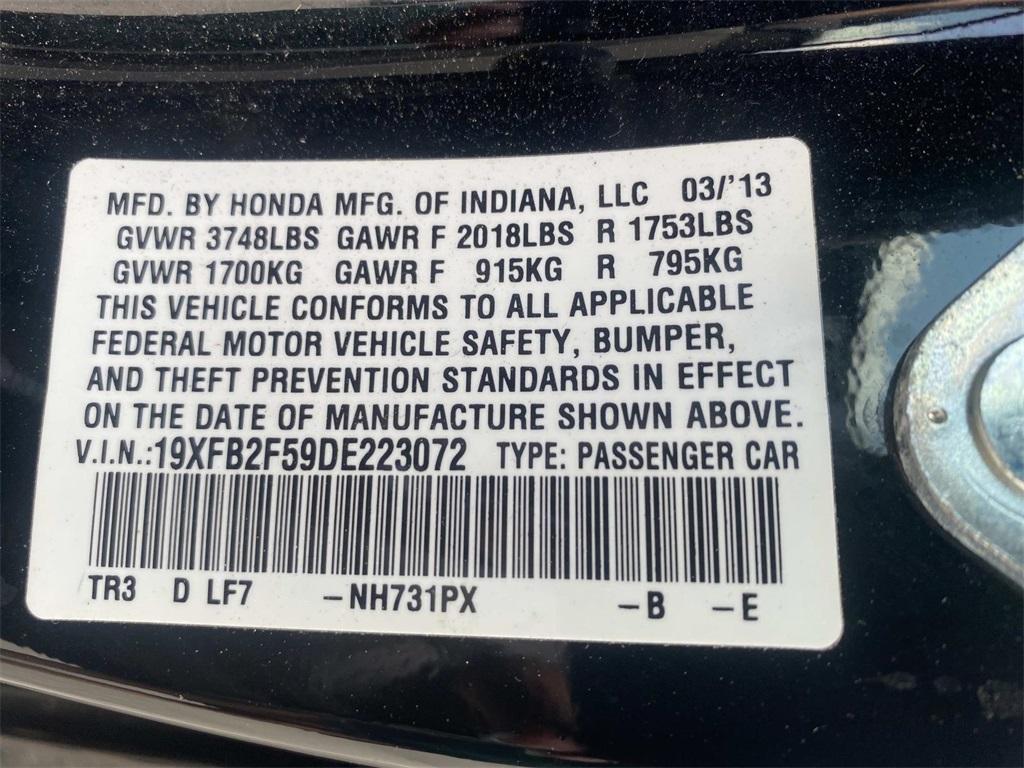 MFD. BY HONDA MFG. OF INDIANA, LLC 03/'13
GVWR 3748LBS GAWR F 2018LBS R 1753LBS
GVWR 1700KG GAWR F 915KG R 795KG
THIS VEHICLE CONFORMS TO ALL APPLICABLE
FEDERAL MOTOR VEHICLE SAFETY, BUMPER,
AND THEFT PREVENTION STANDARDS IN EFFECT
ON THE DATE OF MANUFACTURE SHOWN ABOVE.
V.I.N.:19XFB2F59DE223072 TYPE: PASSENGER CAR
TR3 D LF7 -NH731PX -B -E